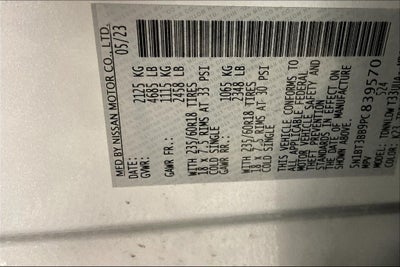 MFD BY NISSAN MOTOR CO., LTD.
05/23
GVWR: 2125 KG
4685 LB
GAWR FR.: 1115 KG
2458 LB
WITH 235/60R18 TIRES
18 x 7.5 RIMS AT 33 PSI
COLD SINGLE
GAWR RR.: 1065 KG
2348 LB
WITH 235/60R18 TIRES
18 x 7.5 RIMS AT 30 PSI
COLD SINGLE
THIS VEHICLE CONFORMS TO
ALL APPLICABLE FEDERAL
MOTOR VEHICLE SAFETY AND
THEFT PREVENTION
STANDARDS IN EFFECT ON
THE DATE OF MANUFACTURE
SHOWN ABOVE.
5N1BT3BB9PC839570
MPV
524
MODEL:
COLOR: